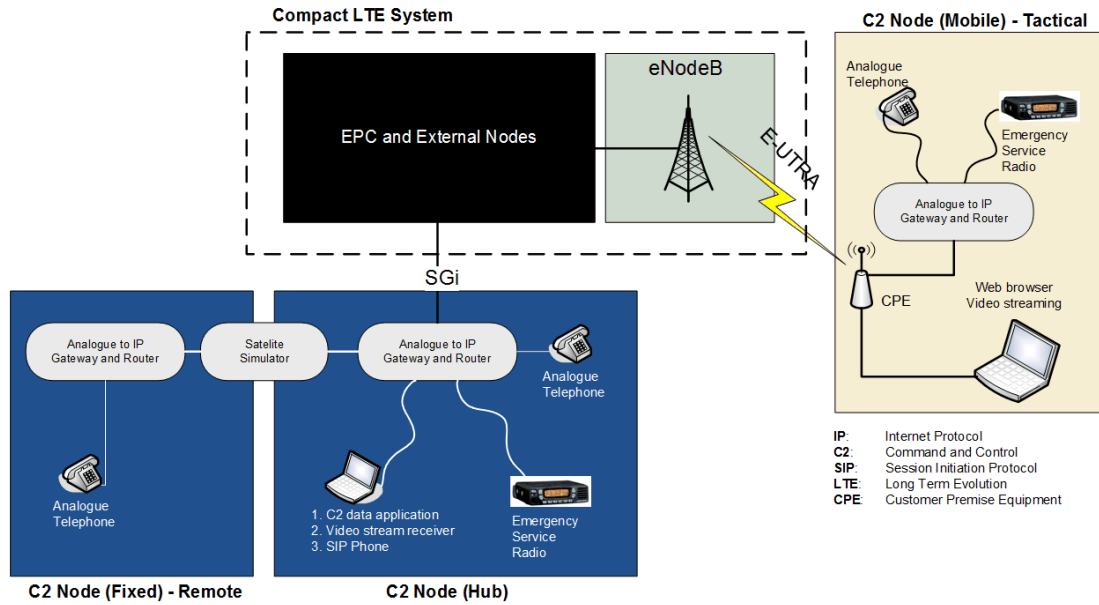 Compact LTE System
C2 Node (Mobile) - Tactical
EPC and External Nodes
eNodeB
E-UTRA
Analogue
Telephone
Emergency
Service
Radio
Analogue to IP
Gateway and Router
CPE
Web browser
Video streaming
SGi
Analogue to IP
Gateway and Router
Satelite
Simulator
Analogue to IP
Gateway and Router
Analogue
Telephone
Analogue
Telephone
1. C2 data application
2. Video stream receiver
3. SIP Phone
Emergency
Service
Radio
C2 Node (Fixed) - Remote
C2 Node (Hub)
IP: Internet Protocol
C2: Command and Control
SIP: Session Initiation Protocol
LTE: Long Term Evolution
CPE: Customer Premise Equipment